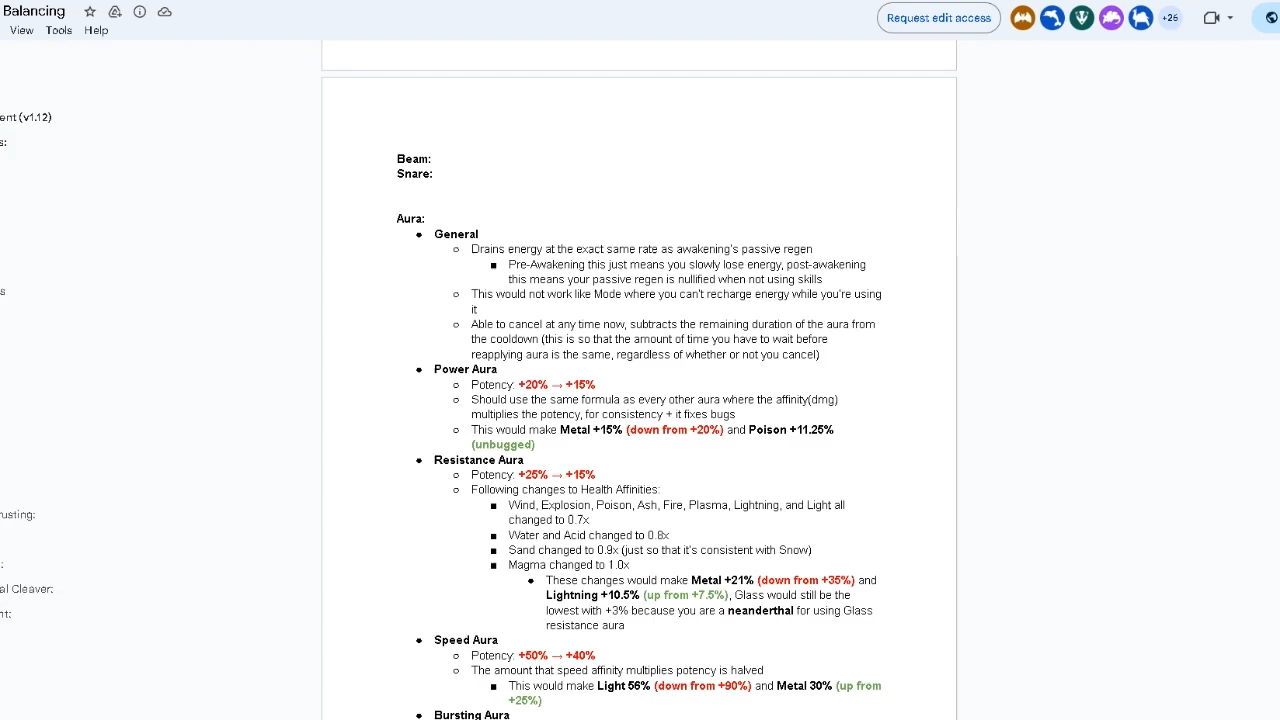 Balancing
Request edit access
+26
View Tools Help
ent (v1.12)
s:
s
rusting:
:
al Cleaver:
nt:
Beam:
Snare:
Aura:
● General
○ Drains energy at the exact same rate as awakening's passive regen
■ Pre-Awakening this just means you slowly lose energy, post-awakening
this means your passive regen is nullified when not using skills
○ This would not work like Mode where you can't recharge energy while you're using
it
○ Able to cancel at any time now, subtracts the remaining duration of the aura from
the cooldown (this is so that the amount of time you have to wait before
reapplying aura is the same, regardless of whether or not you cancel)
● Power Aura
○ Potency: +20% → +15%
○ Should use the same formula as every other aura where the affinity(dmg)
multiplies the potency, for consistency + it fixes bugs
○ This would make Metal +15% (down from +20%) and Poison +11.25%
(unbugged)
● Resistance Aura
○ Potency: +25% → +15%
○ Following changes to Health Affinities:
■ Wind, Explosion, Poison, Ash, Fire, Plasma, Lightning, and Light all
changed to 0.7x
■ Water and Acid changed to 0.8x
■ Sand changed to 0.9x (just so that it's consistent with Snow)
■ Magma changed to 1.0x
● These changes would make Metal +21% (down from +35%) and
Lightning +10.5% (up from +7.5%), Glass would still be the
lowest with +3% because you are a neanderthal for using Glass
resistance aura
● Speed Aura
○ Potency: +50% → +40%
○ The amount that speed affinity multiplies potency is halved
■ This would make Light 56% (down from +90%) and Metal 30% (up from
+25%)
● Bursting Aura